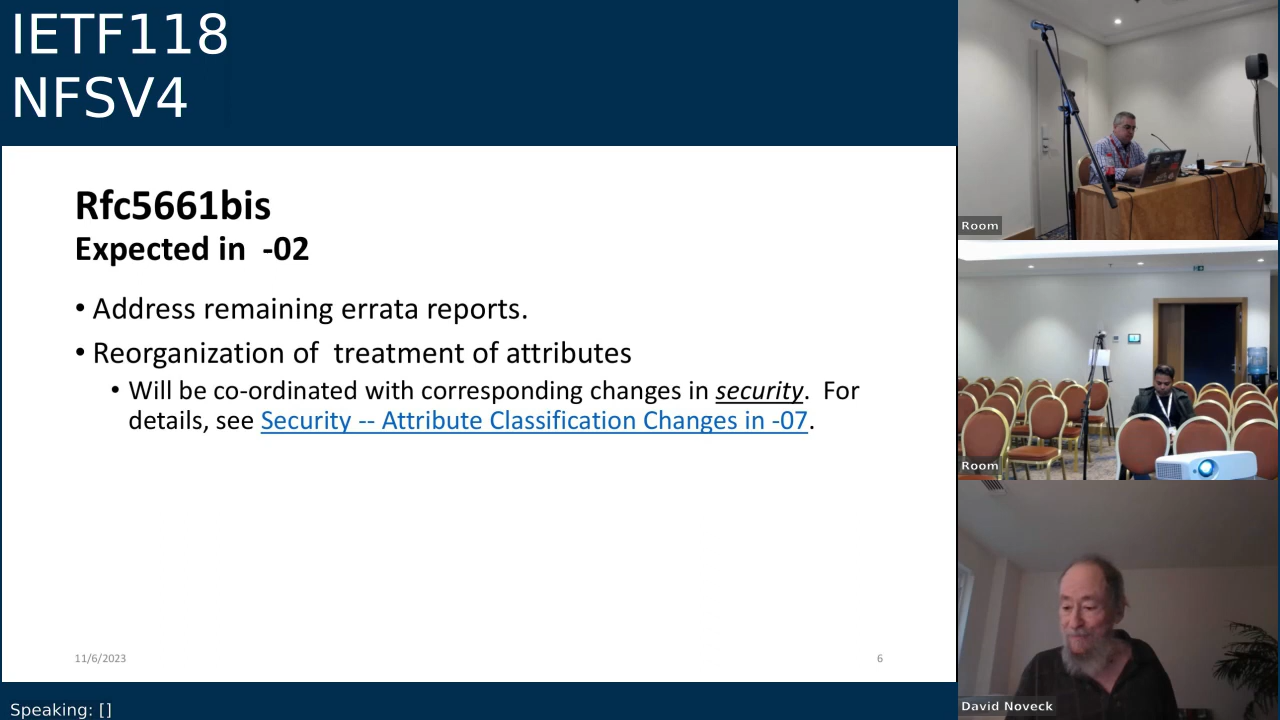 IETF118
NFSV4
Rfc5661bis
Expected in  -02
• Address remaining errata reports.
• Reorganization of  treatment of attributes
• Will be co-ordinated with corresponding changes in security.  For
details, see Security -- Attribute Classification Changes in -07.
11/6/2023
6
Speaking: []
Room
Room
David Noveck